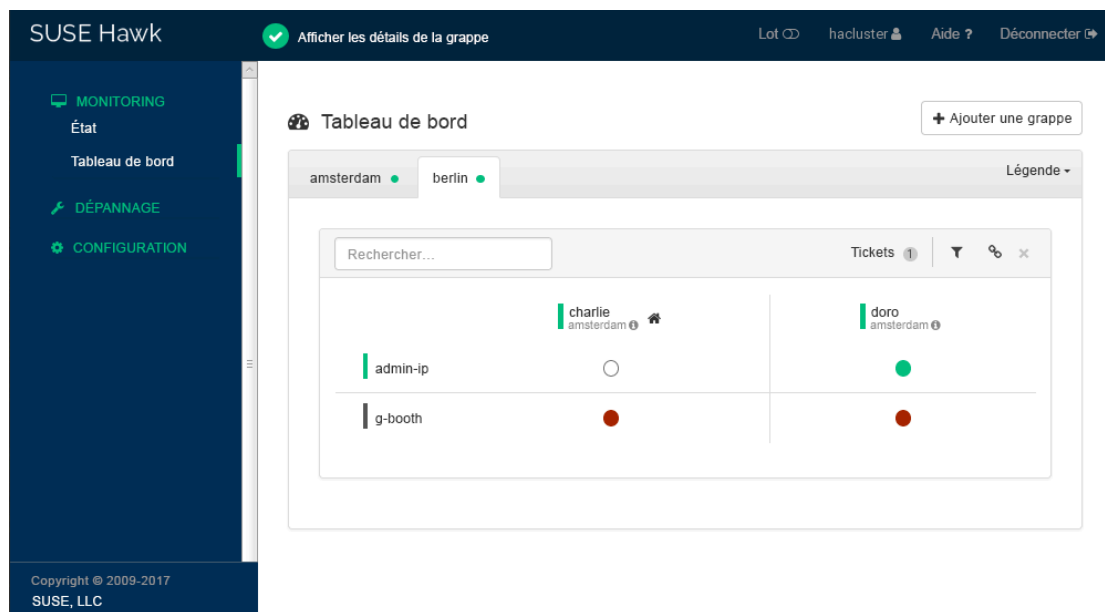 SUSE Hawk
Afficher les détails de la grappe
Lot
hacluster
Aide ?
Déconnecter
MONITORING
État
Tableau de bord
DÉPANNAGE
CONFIGURATION
Tableau de bord
Ajouter une grappe
amsterdam
berlin
Légende
Rechercher...
Tickets 1
charlie
amsterdam
doro
amsterdam
admin-ip
g-booth
Copyright © 2009-2017
SUSE, LLC